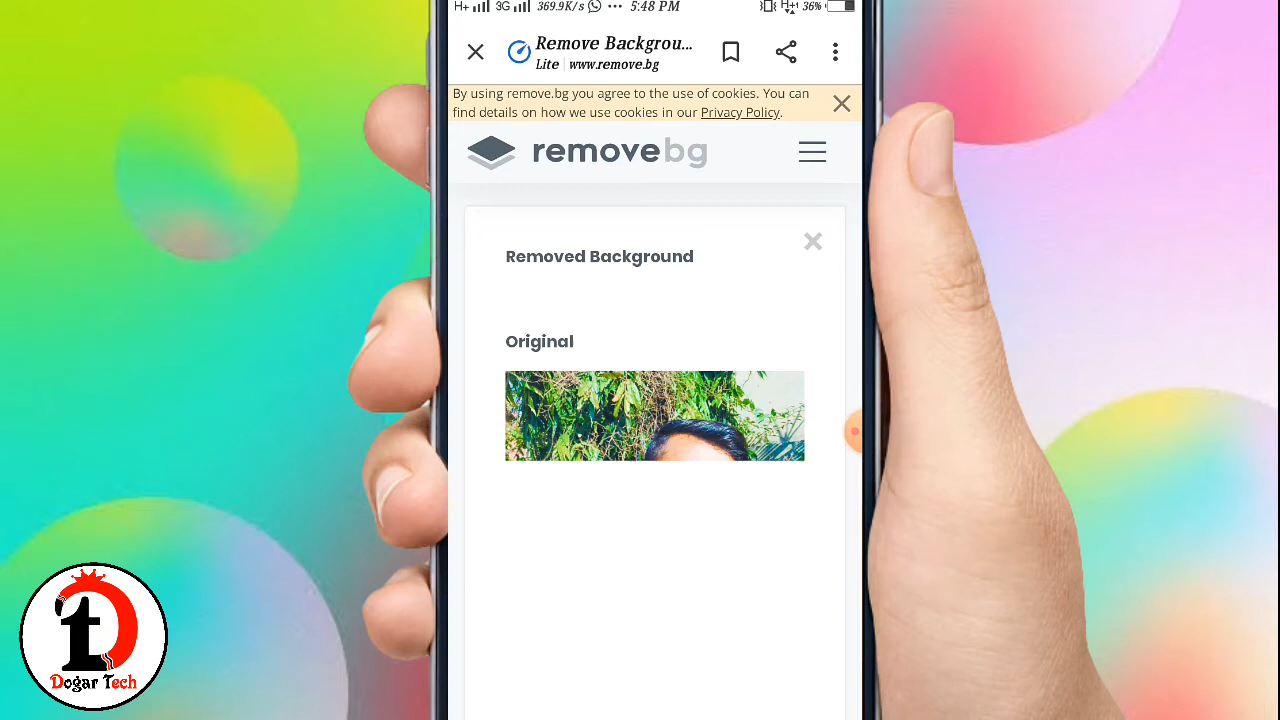 H+ 3G 369.9K/s ··· 5:48 PM H+ 36%
Remove Backgrou...
Lite | www.remove.bg
By using remove.bg you agree to the use of cookies. You can
find details on how we use cookies in our Privacy Policy.
removebg
Removed Background
Original
Dogar Tech